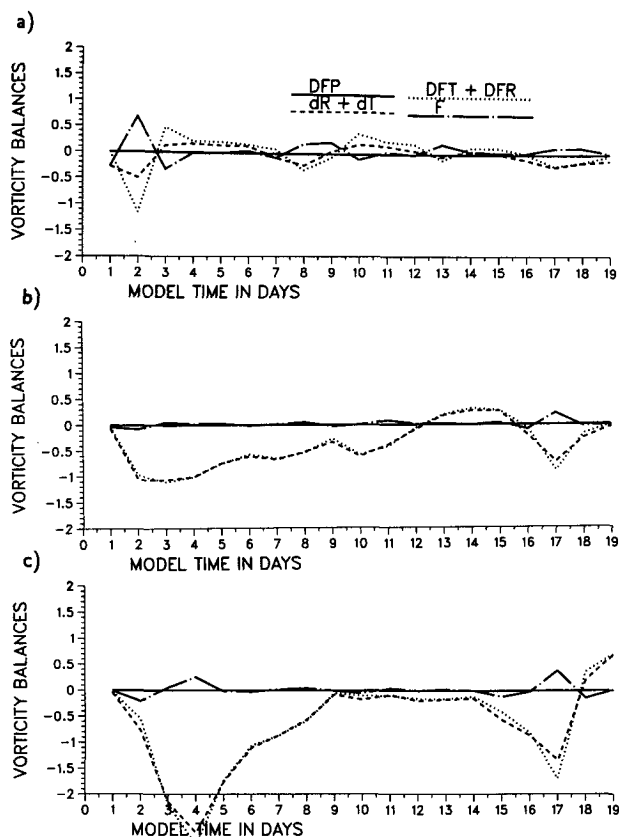 a)
2
1.5
1
0.5
0
−0.5
−1
−1.5
−2
VORTICITY BALANCES
DFP
DFT + DFR
dR + dT
F
0 1 2 3 4 5 6 7 8 9 10 11 12 13 14 15 16 17 18 19
MODEL TIME IN DAYS
b)
2
1.5
1
0.5
0
−0.5
−1
−1.5
−2
VORTICITY BALANCES
0 1 2 3 4 5 6 7 8 9 10 11 12 13 14 15 16 17 18 19
MODEL TIME IN DAYS
c)
2
1.5
1
0.5
0
−0.5
−1
−1.5
−2
VORTICITY BALANCES
0 1 2 3 4 5 6 7 8 9 10 11 12 13 14 15 16 17 18 19
MODEL TIME IN DAYS